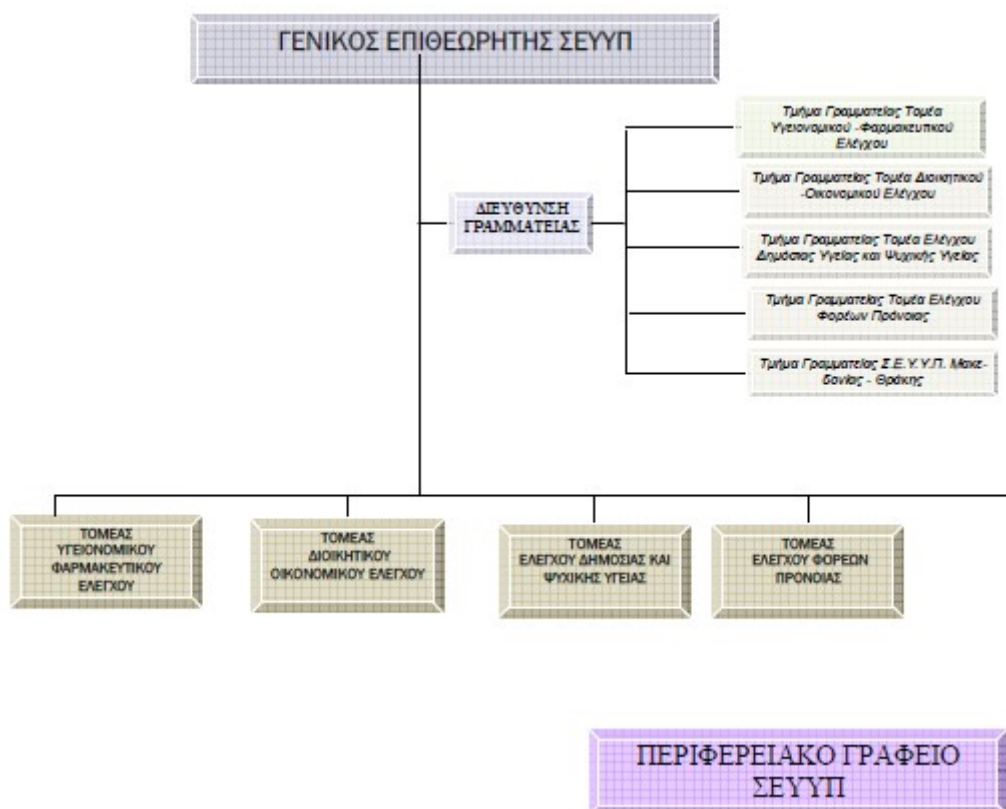 ΓΕΝΙΚΟΣ ΕΠΙΘΕΩΡΗΤΗΣ ΣΕΥΥΠ
Τμήμα Γραμματείας Τομέα
Υγειονομικού -Φαρμακευτικού
Ελέγχου
Τμήμα Γραμματείας Τομέα Διοικητικού
-Οικονομικού Ελέγχου
ΔΙΕΥΘΥΝΣΗ
ΓΡΑΜΜΑΤΕΙΑΣ
Τμήμα Γραμματείας Τομέα Ελέγχου
Δημόσιας Υγείας και Ψυχικής Υγείας
Τμήμα Γραμματείας Τομέα Ελέγχου
Φορέων Πρόνοιας
Τμήμα Γραμματείας Σ.Ε.Υ.Υ.Π. Μακε-
δονίας - Θράκης
ΤΟΜΕΑΣ
ΥΓΕΙΟΝΟΜΙΚΟΥ
ΦΑΡΜΑΚΕΥΤΙΚΟΥ
ΕΛΕΓΧΟΥ
ΤΟΜΕΑΣ
ΔΙΟΙΚΗΤΙΚΟΥ
ΟΙΚΟΝΟΜΙΚΟΥ ΕΛΕΓΧΟΥ
ΤΟΜΕΑΣ
ΕΛΕΓΧΟΥ ΔΗΜΟΣΙΑΣ ΚΑΙ
ΨΥΧΙΚΗΣ ΥΓΕΙΑΣ
ΤΟΜΕΑΣ
ΕΛΕΓΧΟΥ ΦΟΡΕΩΝ
ΠΡΟΝΟΙΑΣ
ΠΕΡΙΦΕΡΕΙΑΚΟ ΓΡΑΦΕΙΟ
ΣΕΥΥΠ